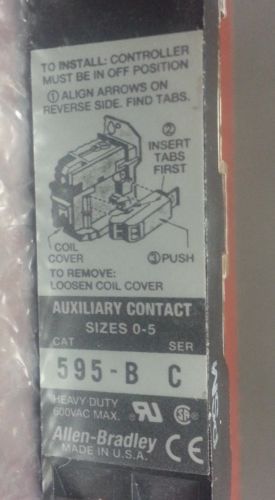 TO INSTALL: CONTROLLER
MUST BE IN OFF POSITION
① ALIGN ARROWS ON
REVERSE SIDE. FIND TABS.
②
INSERT
TABS
FIRST
COIL
COVER
③ PUSH
TO REMOVE:
LOOSEN COIL COVER
AUXILIARY CONTACT
SIZES 0-5
CAT SER
595-B C
HEAVY DUTY
600VAC MAX.
Allen-Bradley
MADE IN U.S.A.
CE